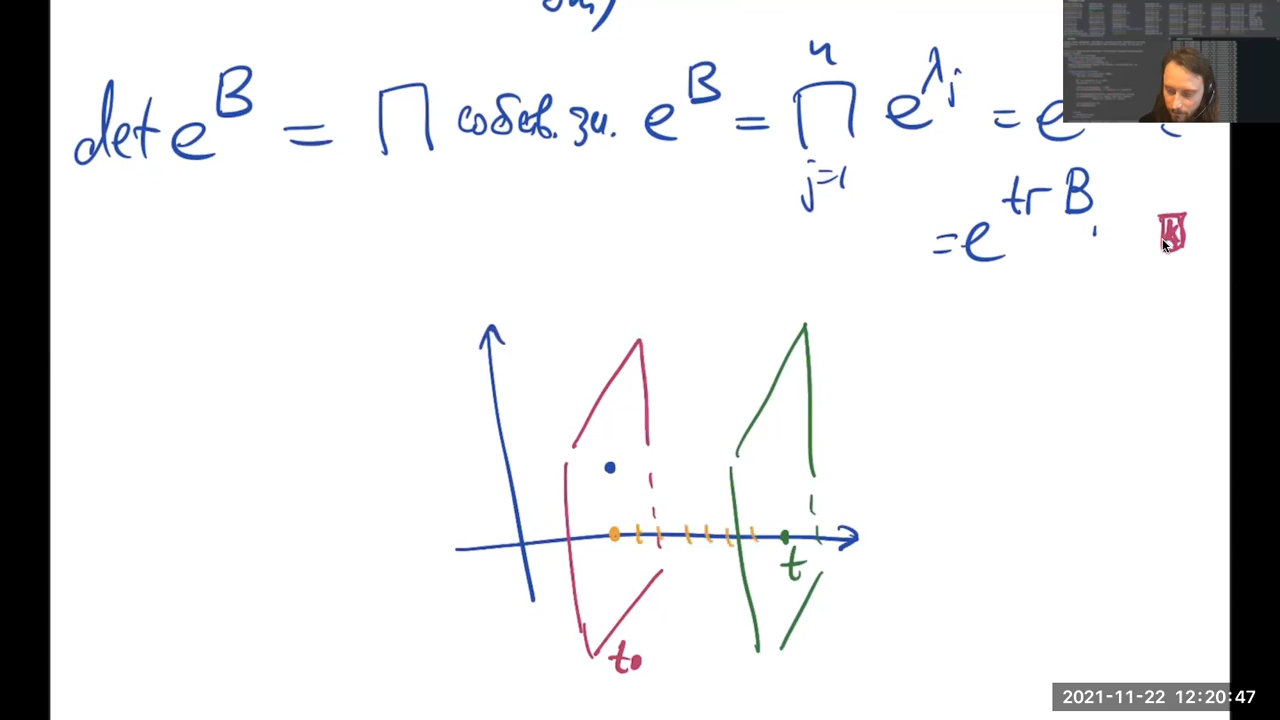 det e^B = ∏ собств. зн. e^B = ∏_{j=1}^n e^{λ_j} = e
= e^{tr B}.
t
t₀
2021-11-22 12:20:47